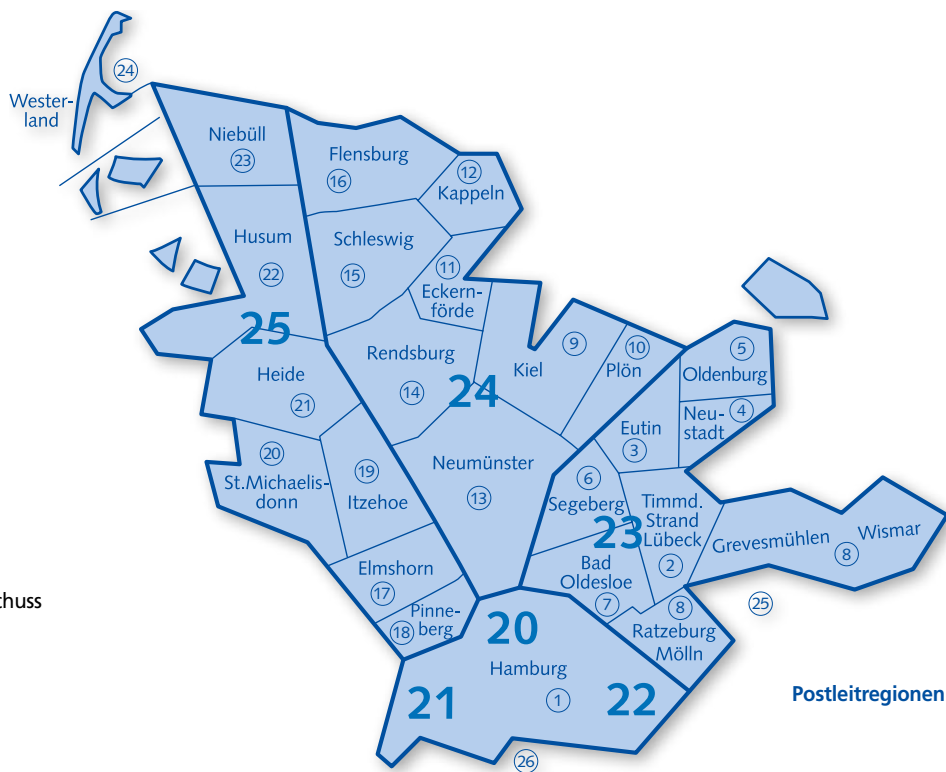 24
Wester-
land
Niebüll
23
Flensburg
16
12
Kappeln
Husum
22
Schleswig
15
11
Eckern-
förde
25
Rendsburg
14
24
Kiel
9
10
Plön
5
Oldenburg
Neu-
stadt
4
Heide
21
Eutin
3
20
St.Michaelis-
donn
19
Itzehoe
Neumünster
13
6
Segeberg
23
Timmd.
Strand
Lübeck
2
Grevesmühlen
8
Wismar
Elmshorn
17
Bad
Oldesloe
7
chuss
Pinne-
berg
18
8
Ratzeburg
Mölln
25
20
Hamburg
1
21
22
Postleitregionen
26